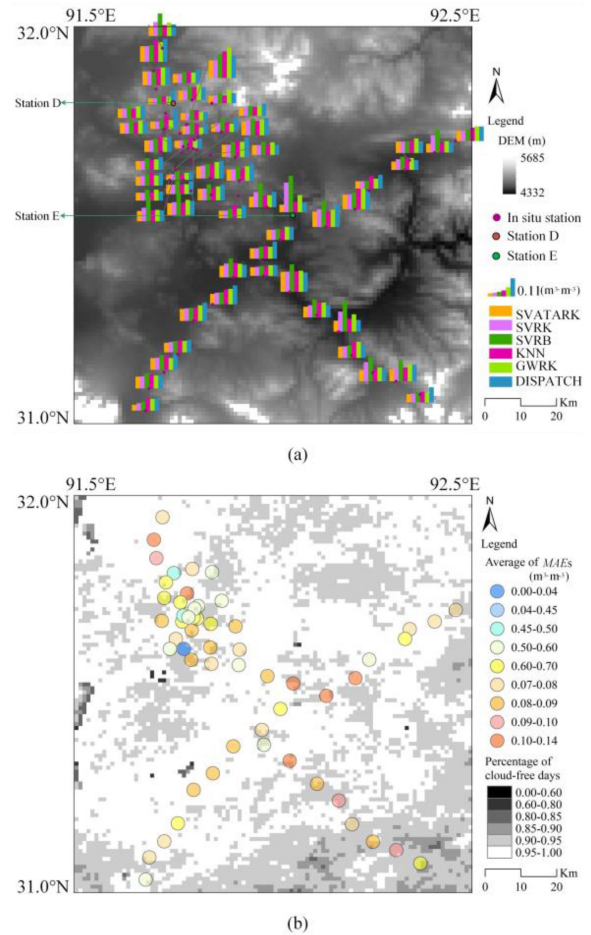 91.5°E
92.5°E
32.0°N
Station D
Station E
31.0°N
N
Legend
DEM (m)
5685
4332
In situ station
Station D
Station E
0.11(m³·m³)
SVATARK
SVRK
SVRB
KNN
GWRK
DISPATCH
Km
0 10 20
(a)
91.5°E
92.5°E
32.0°N
31.0°N
N
Legend
Average of MAEs
(m³·m³)
0.00-0.04
0.04-45
0.45-0.50
0.50-0.60
0.60-0.70
0.07-0.08
0.08-0.09
0.09-0.10
0.10-0.14
Percentage of
cloud-free days
0.00-0.60
0.60-0.80
0.80-0.85
0.85-0.90
0.90-0.95
0.95-1.00
Km
0 10 20
(b)